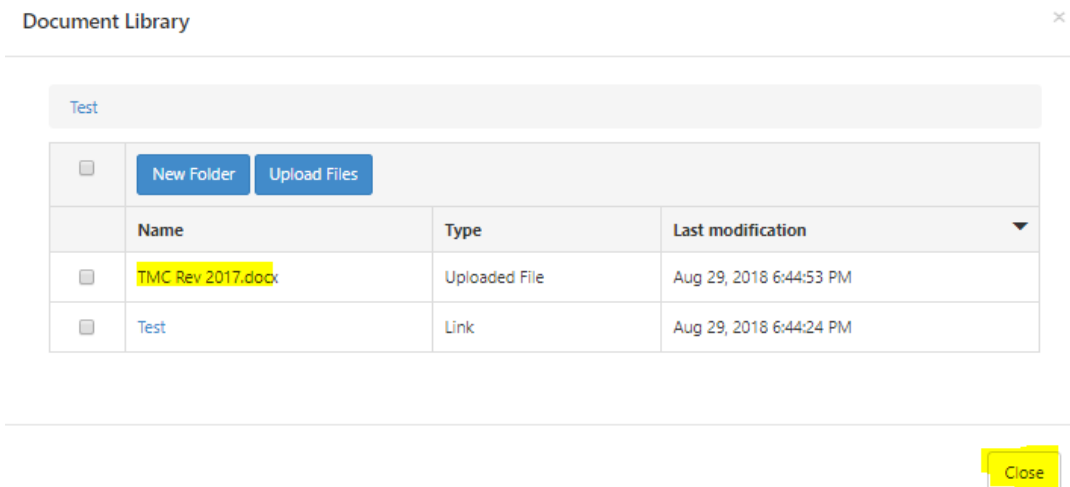 Document Library
×
Test
New Folder Upload Files
Name Type Last modification
TMC Rev 2017.docx Uploaded File Aug 29, 2018 6:44:53 PM
Test Link Aug 29, 2018 6:44:24 PM
Close